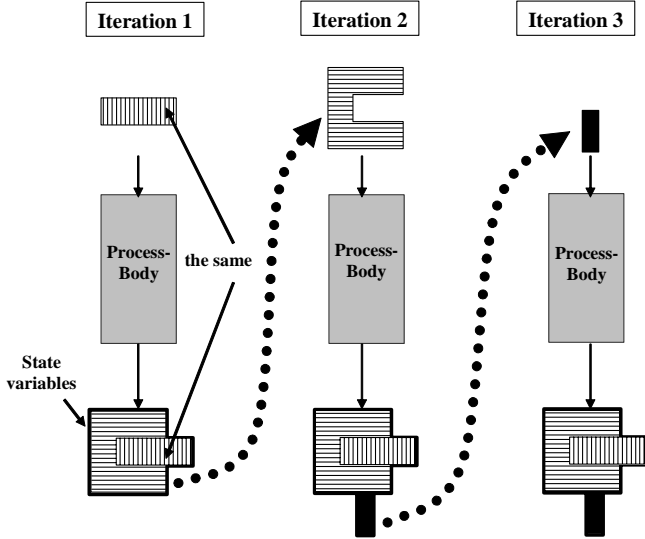 Iteration 1
Iteration 2
Iteration 3
Process-
Body
the same
Process-
Body
Process-
Body
State
variables